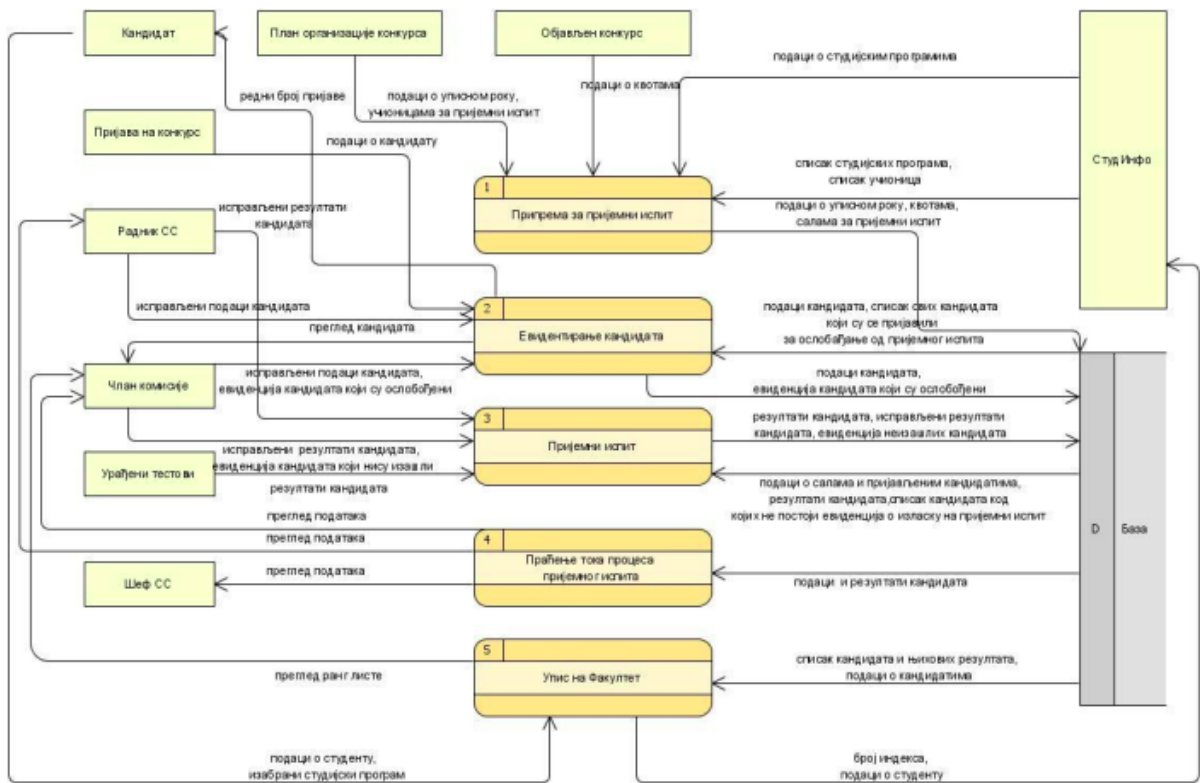 Кандидат
План организације конкурса
Објављен конкурс
подаци о студијским програмима
подаци о квотама
редни број пријаве
подаци о уписном року,
учионицама за пријемни испит
Пријава на конкурс
подаци о кандидату
Студ Инфо
списак студијских програма,
списак учионица
1
Припрема за пријемни испит
исправљени резултати
кандидата
подаци о уписном року, квотама,
салама за пријемни испит
Радник СС
исправљени подаци кандидата
преглед кандидата
2
Евидентирање кандидата
подаци кандидата, списак свих кандидата
који су се пријавили
за ослобађање од пријемног испита
Члан комисије
исправљени подаци кандидата,
евиденција кандидата који су ослобођени
подаци кандидата,
евиденција кандидата који су ослобођени
3
Пријемни испит
резултати кандидата, исправљени резултати
кандидата, евиденција неизашлих кандидата
исправљени резултати кандидата,
евиденција кандидата који нису изашли
Урађени тестови
резултати кандидата
подаци о салама и пријављеним кандидатима,
резултати кандидата,списак кандидата код
којих не постоји евиденција о изласку на пријемни испит
D
База
преглед података
преглед података
4
Праћење тока процеса
пријемног испита
Шеф СС
преглед података
подаци и резултати кандидата
5
Упис на Факултет
преглед ранг листе
списак кандидата и њихових резултата,
подаци о кандидатима
подаци о студенту,
изабрани студијски програм
број индекса,
подаци о студенту